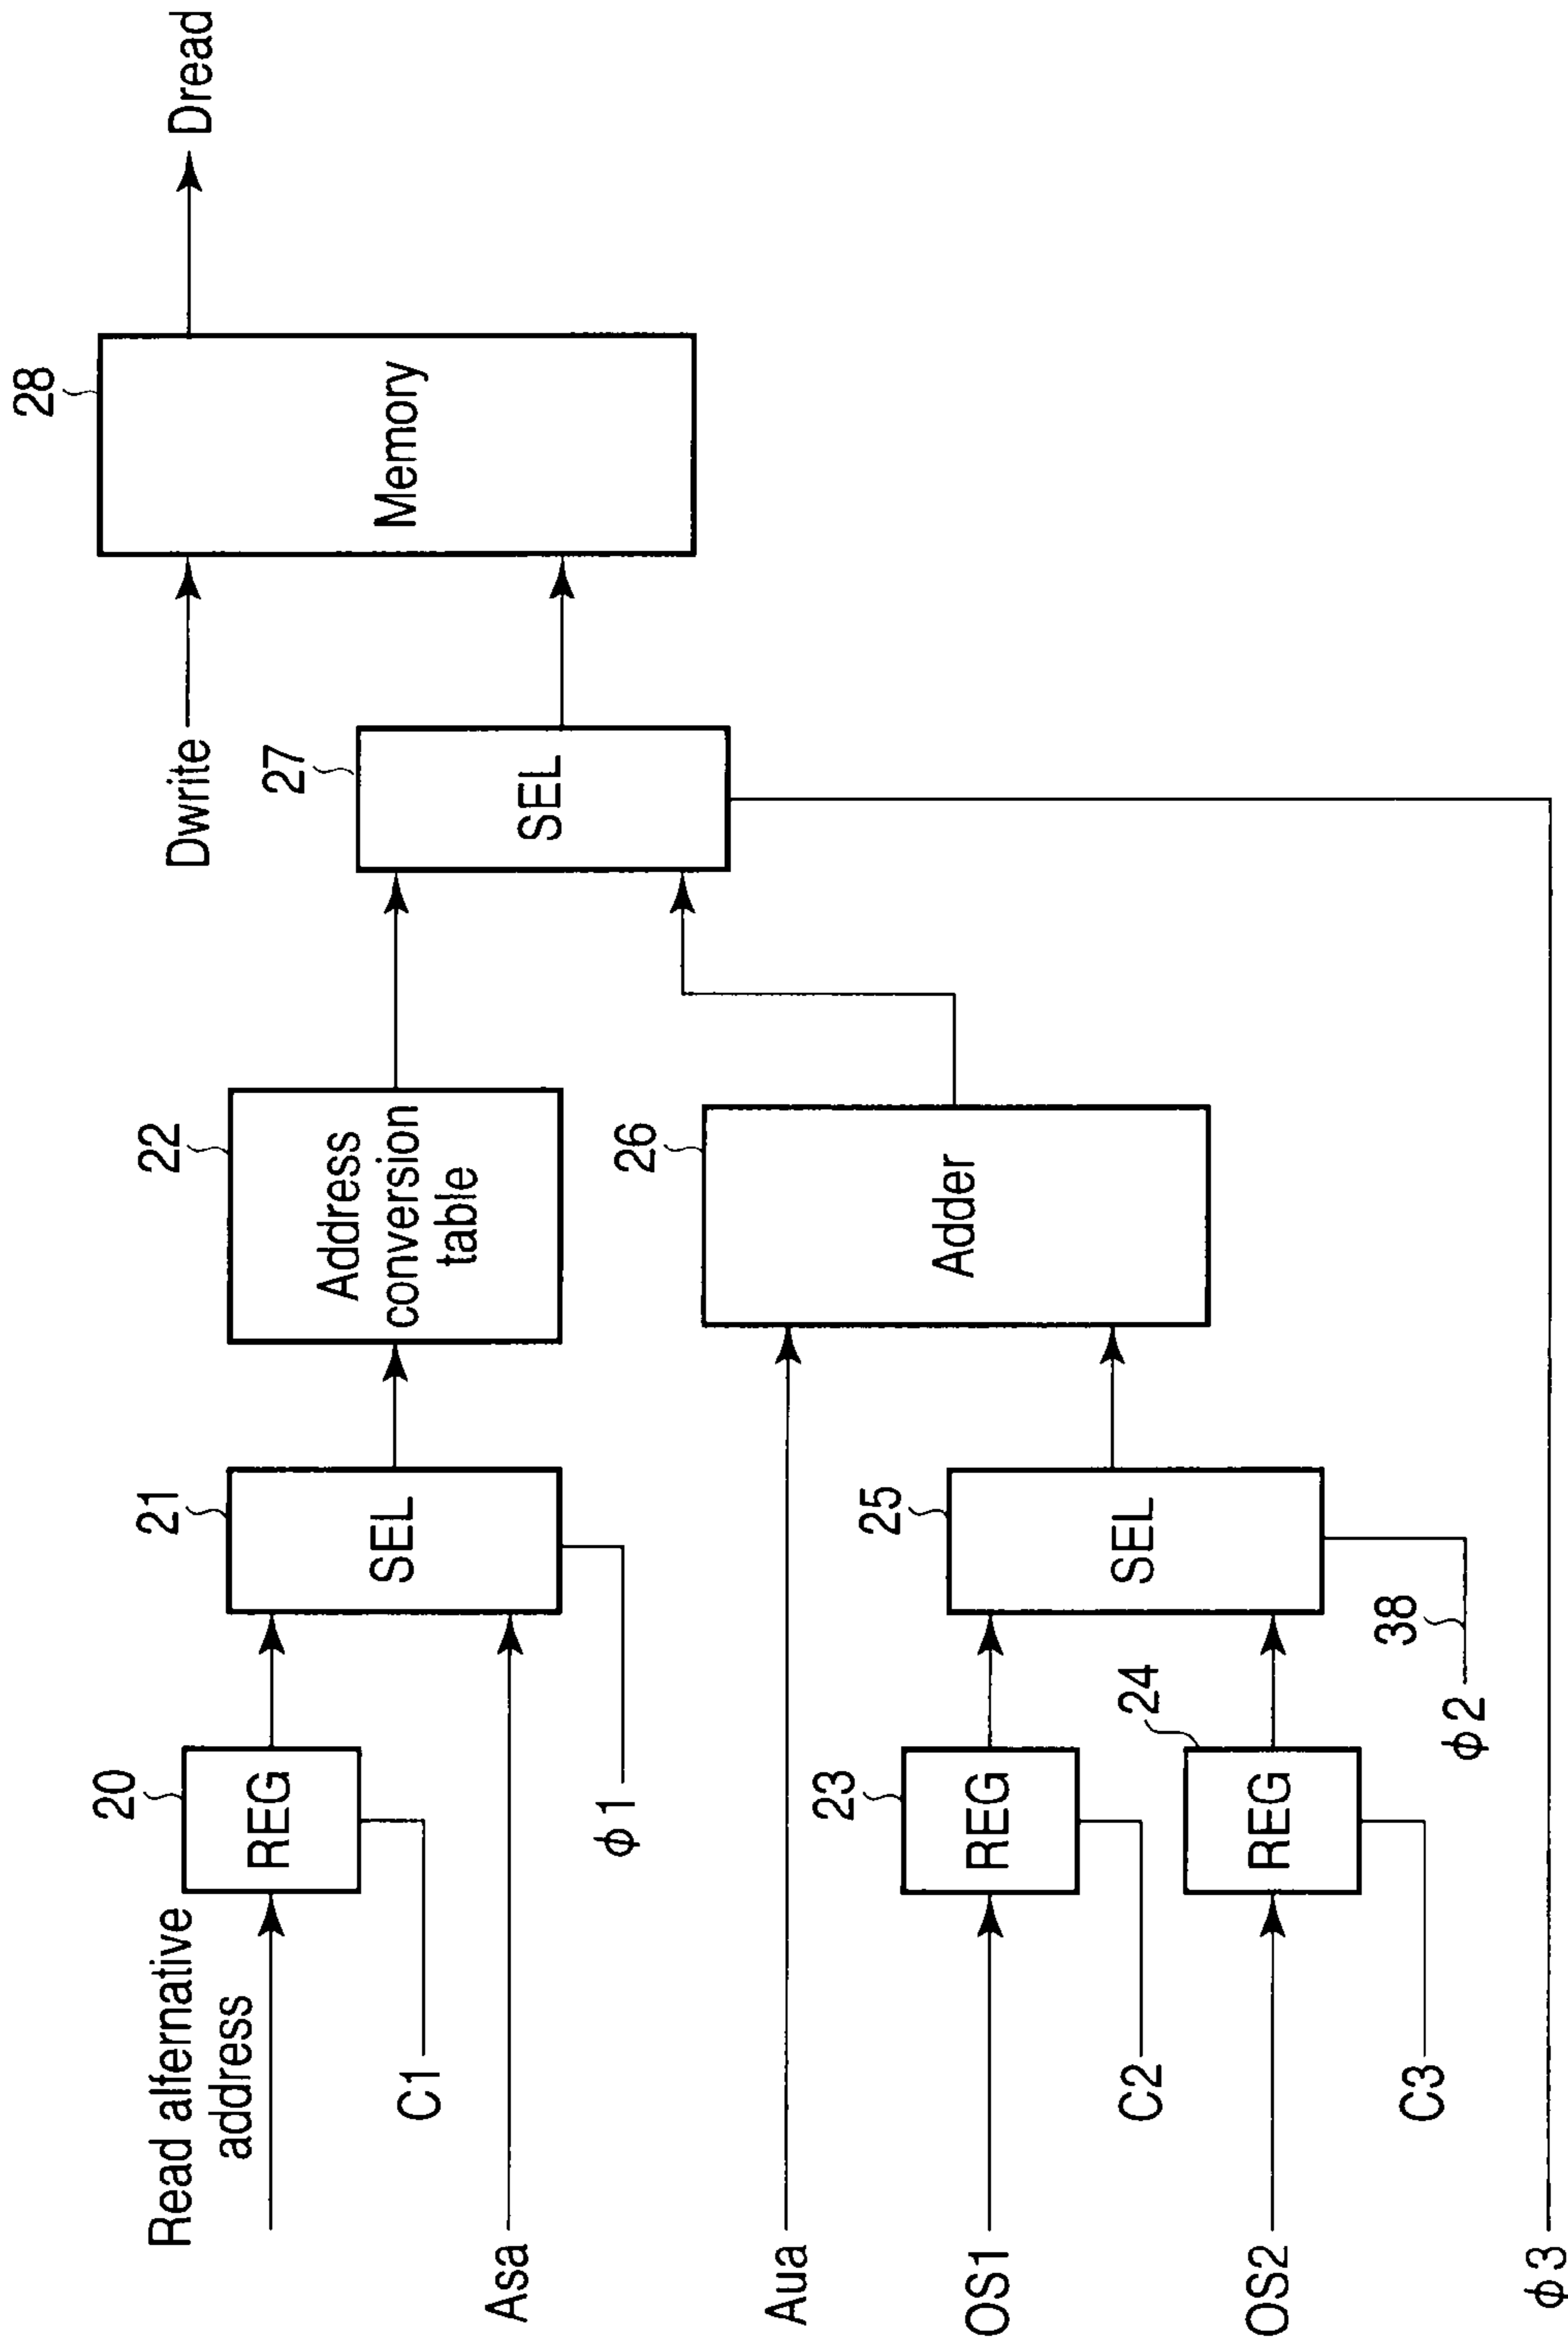 Read alfernative
address
20
REG
C1
Asa
21
SEL
ϕ1
22
Address
conversion
table
Aua
OS1
23
REG
C2
OS2
24
REG
C3
25
SEL
38
ϕ2
26
Adder
27
SEL
ϕ3
Dwrite
28
Memory
Dread